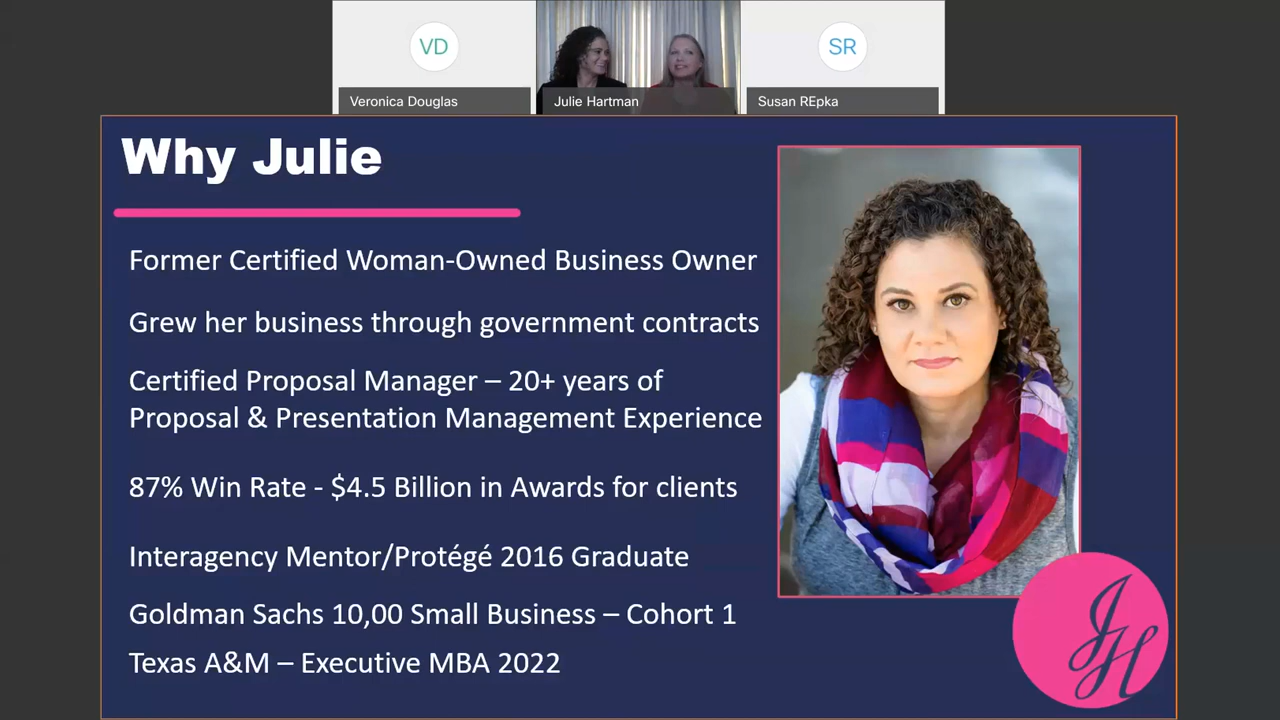 VD
SR
Veronica Douglas
Julie Hartman
Susan REpka
Why Julie
Former Certified Woman-Owned Business Owner
Grew her business through government contracts
Certified Proposal Manager – 20+ years of
Proposal & Presentation Management Experience
87% Win Rate - $4.5 Billion in Awards for clients
Interagency Mentor/Protégé 2016 Graduate
Goldman Sachs 10,00 Small Business – Cohort 1
Texas A&M – Executive MBA 2022
JH